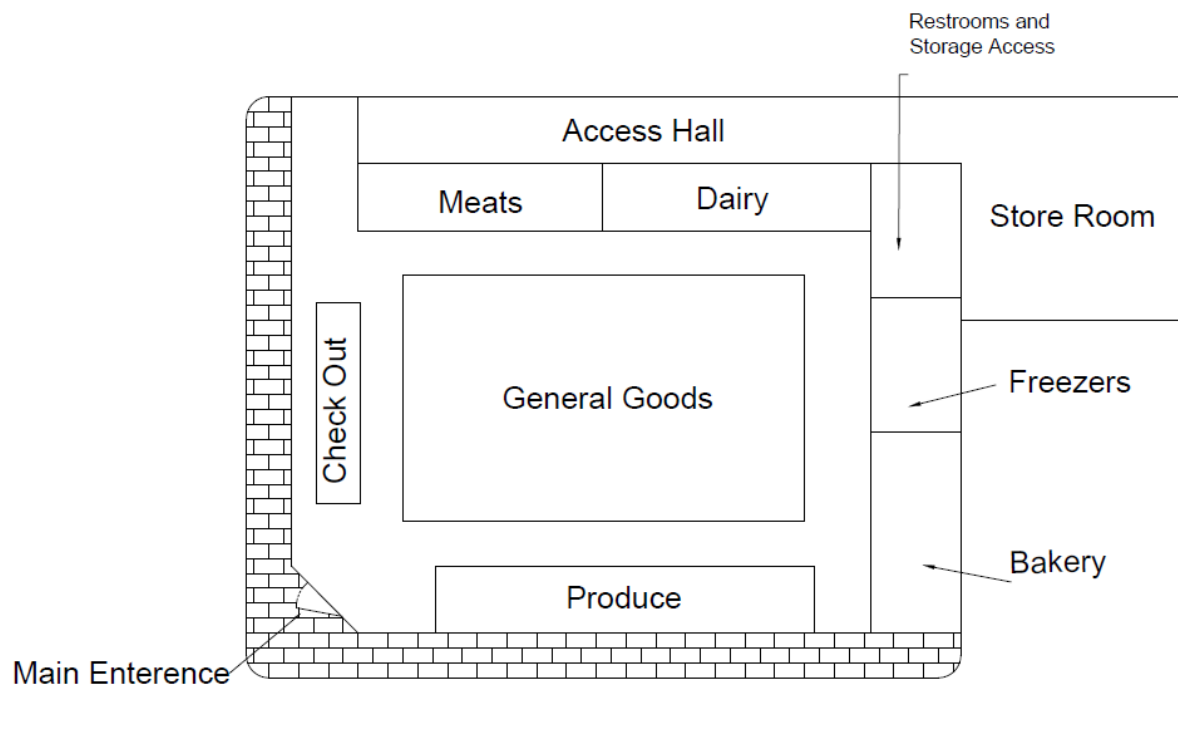 Restrooms and
Storage Access
Access Hall
Meats
Dairy
Store Room
Check Out
General Goods
Freezers
Bakery
Produce
Main Enterence